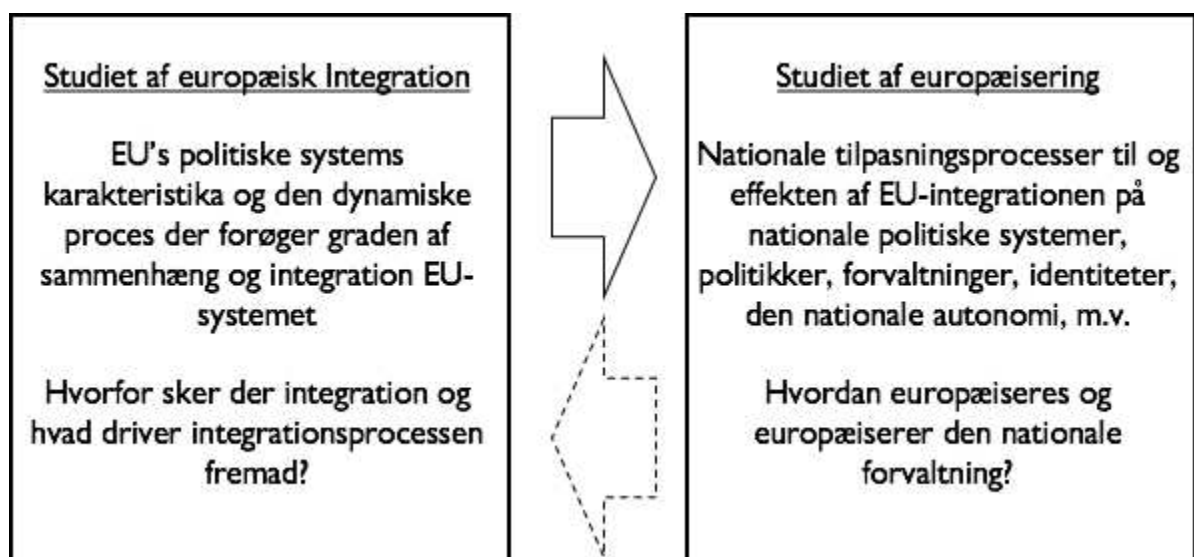 Studiet af europæisk Integration
EU's politiske systems
karakteristika og den dynamiske
proces der forøger graden af
sammenhæng og integration EU-
systemet
Hvorfor sker der integration og
hvad driver integrationsprocessen
fremad?
Studiet af europæisering
Nationale tilpasningsprocesser til og
effekten af EU-integrationen på
nationale politiske systemer,
politikker, forvaltninger, identiteter,
den nationale autonomi, m.v.
Hvordan europæiseres og
europæiserer den nationale
forvaltning?